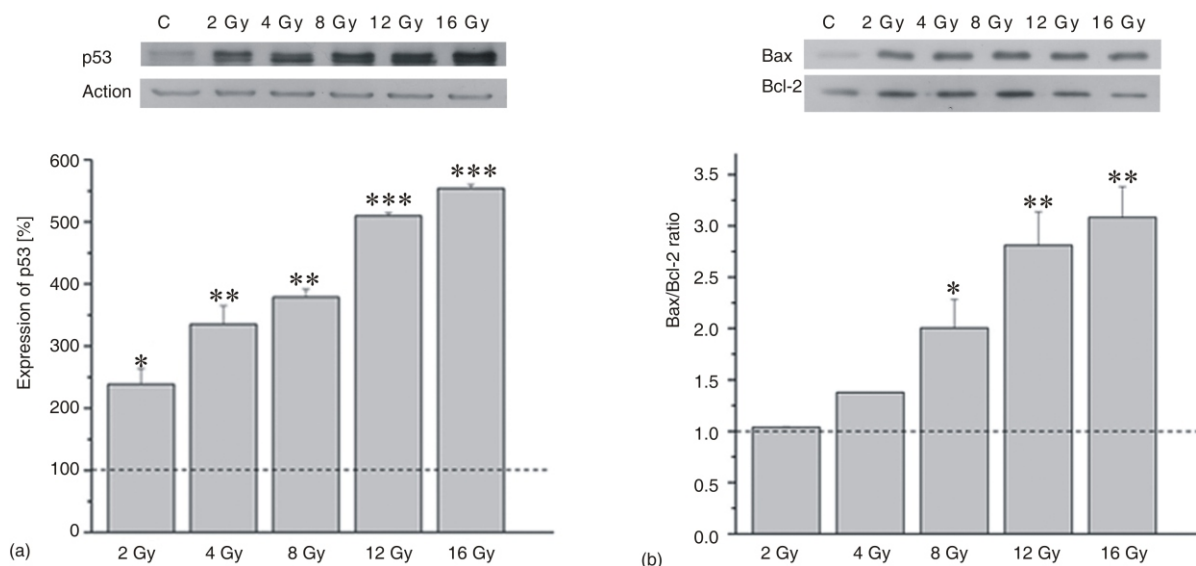 C 2 Gy 4 Gy 8 Gy 12 Gy 16 Gy
p53
Action
600
500
400
300
250
200
100
0
Expression of p53 [%]
*
**
**
***
***
2 Gy 4 Gy 8 Gy 12 Gy 16 Gy
(a)
C 2 Gy 4 Gy 8 Gy 12 Gy 16 Gy
Bax
Bcl-2
3.5
3.0
2.5
2.0
1.5
1.0
0.5
0.0
Bax/Bcl-2 ratio
*
**
**
2 Gy 4 Gy 8 Gy 12 Gy 16 Gy
(b)